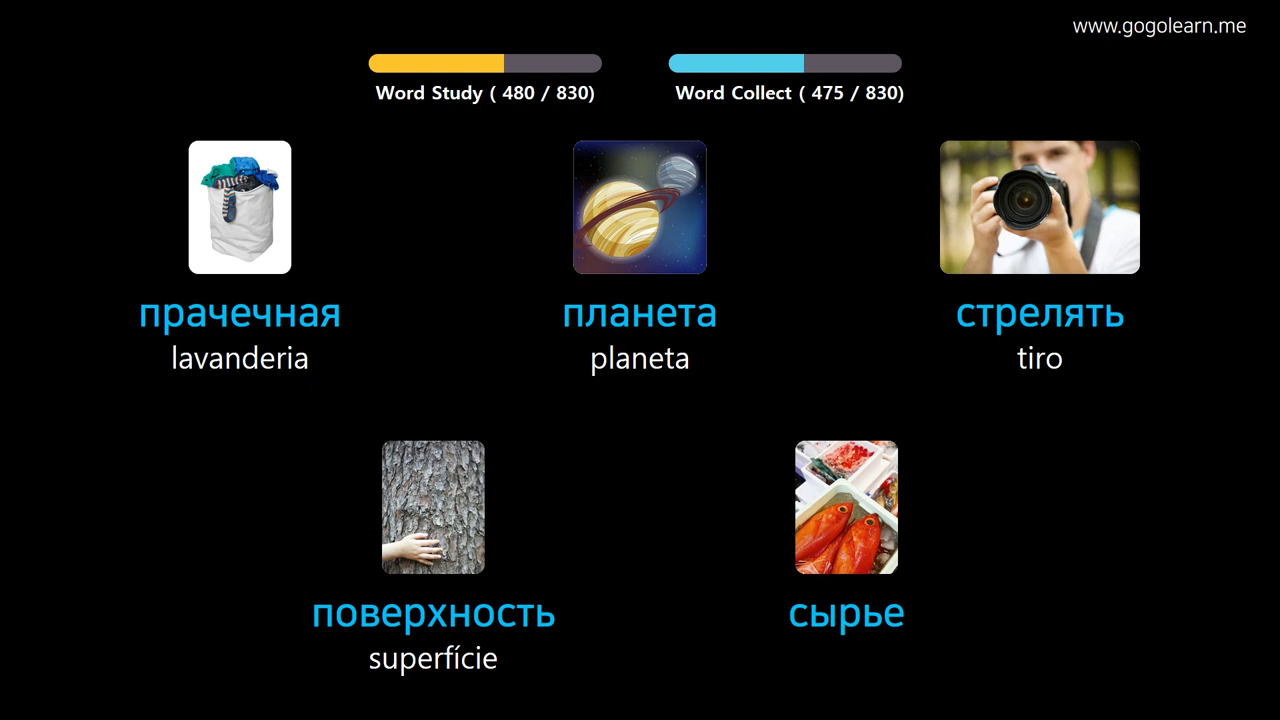 www.gogolearn.me
Word Study ( 480 / 830)
Word Collect ( 475 / 830)
прачечная
lavanderia
планета
planeta
стрелять
tiro
поверхность
superfície
сырье